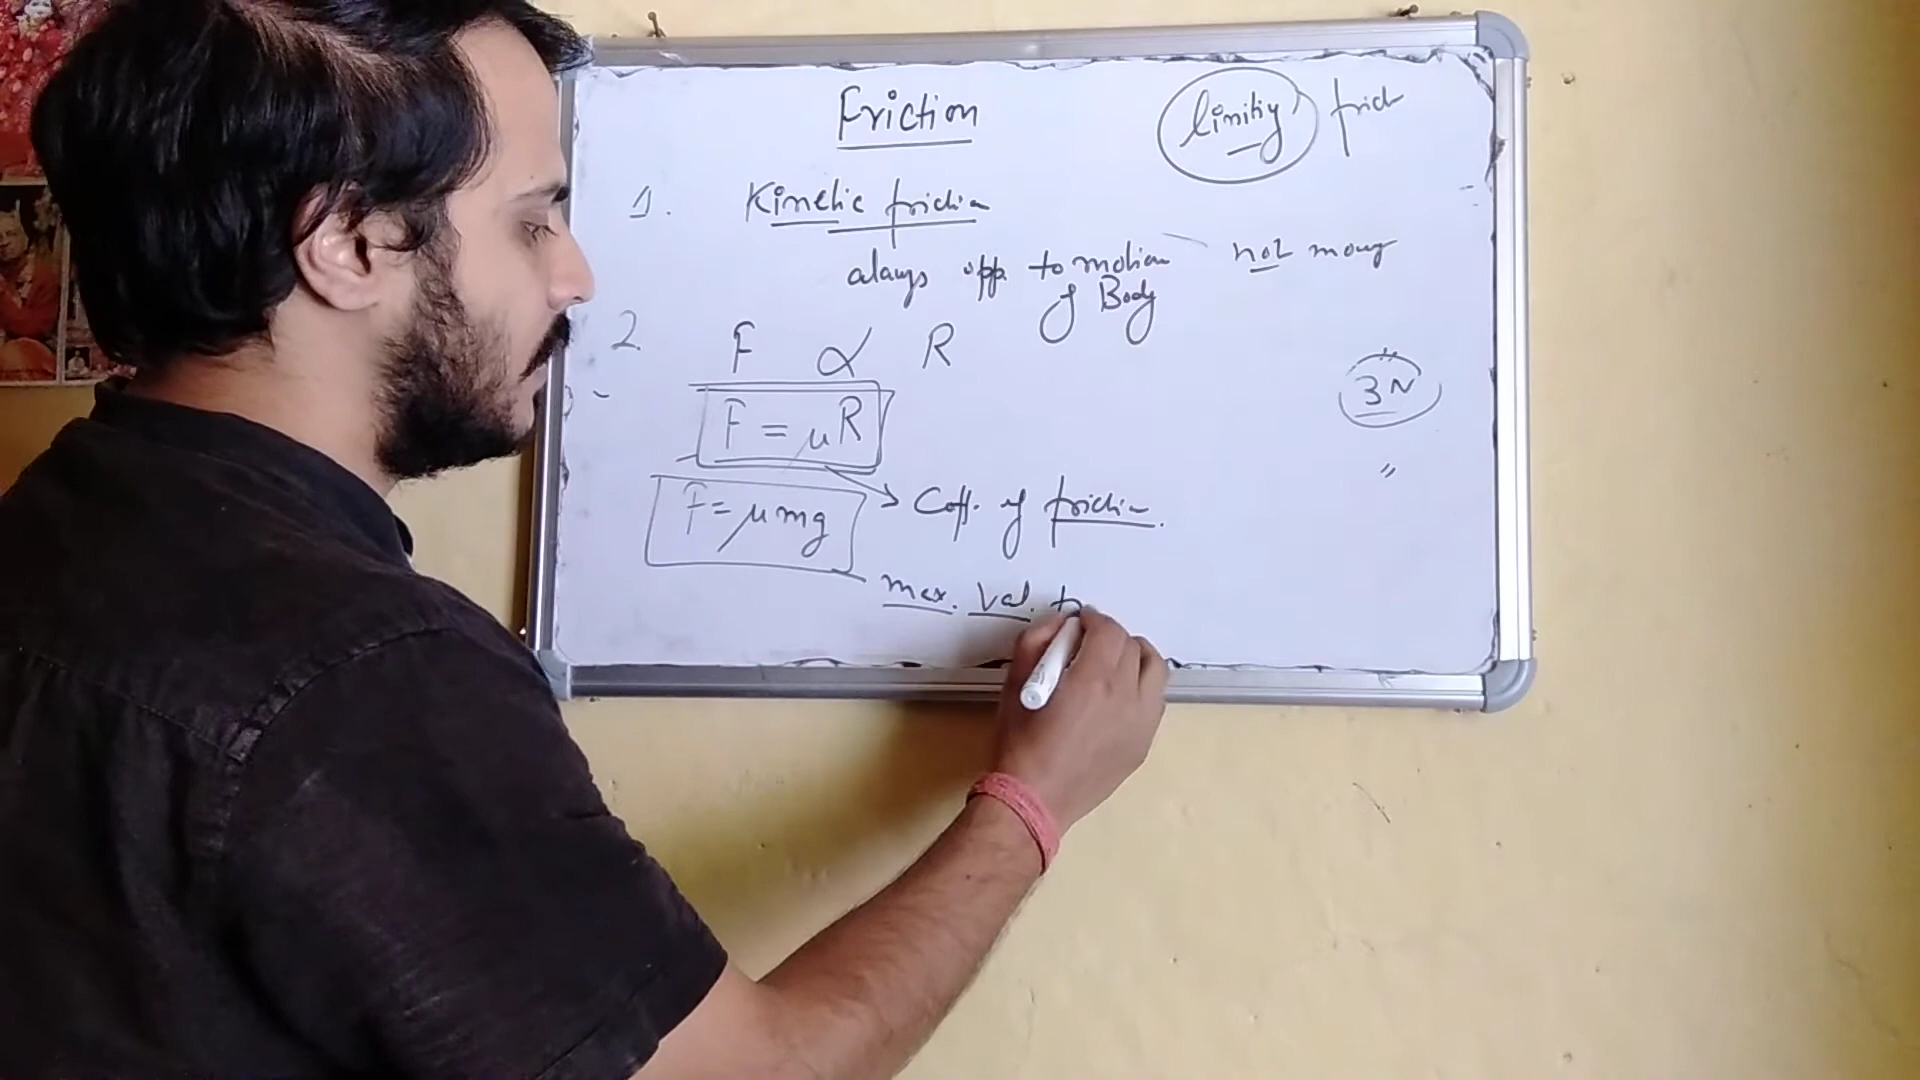 Friction
limiting frict
1. Kinetic friction
always opp. to motion
of Body
not moving
2. F ∝ R
F = μR
3N
"
F = μmg
Coff. of friction.
max. Val.